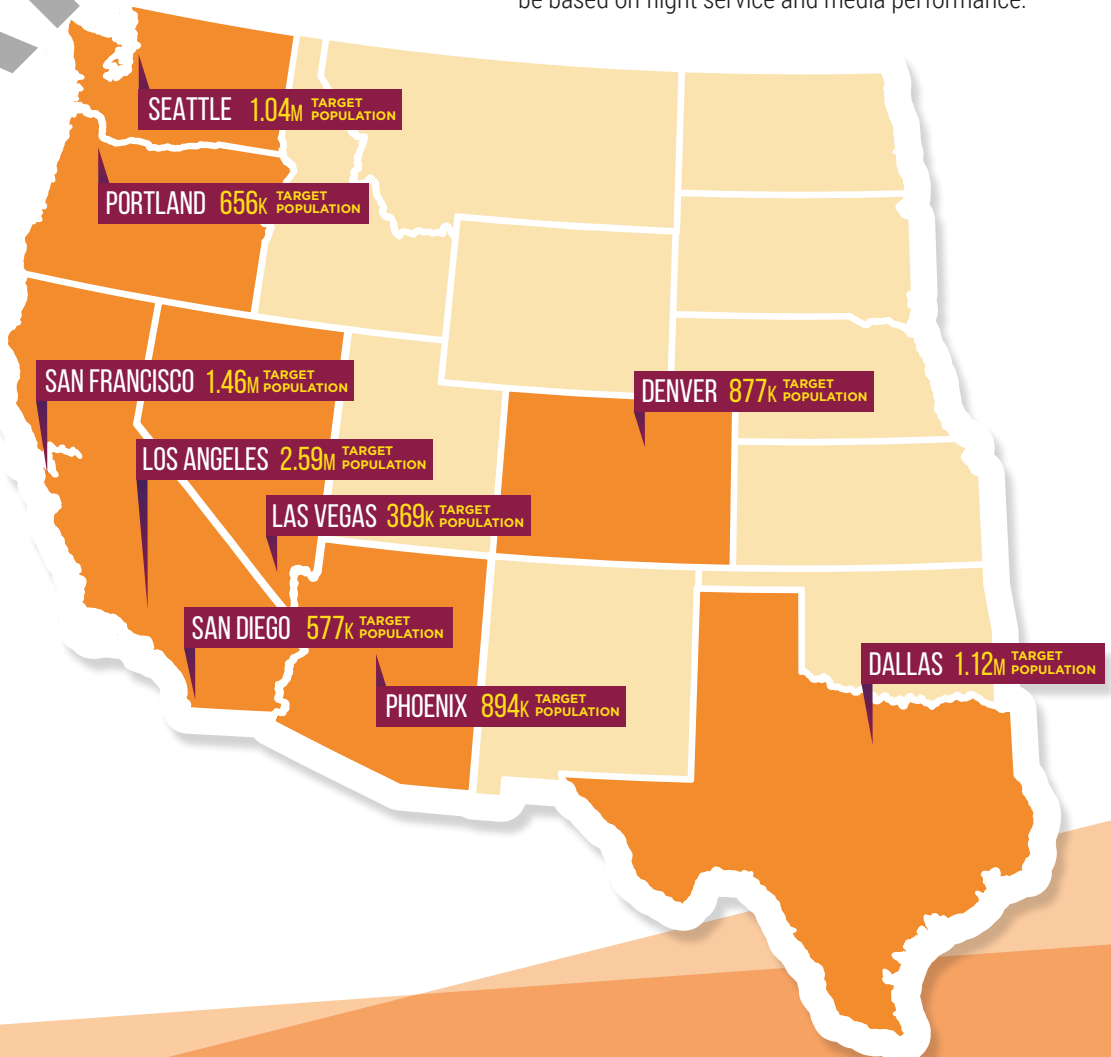 be based on flight service and media performance.
SEATTLE 1.04M TARGET POPULATION
PORTLAND 656K TARGET POPULATION
SAN FRANCISCO 1.46M TARGET POPULATION
DENVER 877K TARGET POPULATION
LOS ANGELES 2.59M TARGET POPULATION
LAS VEGAS 369K TARGET POPULATION
SAN DIEGO 577K TARGET POPULATION
DALLAS 1.12M TARGET POPULATION
PHOENIX 894K TARGET POPULATION